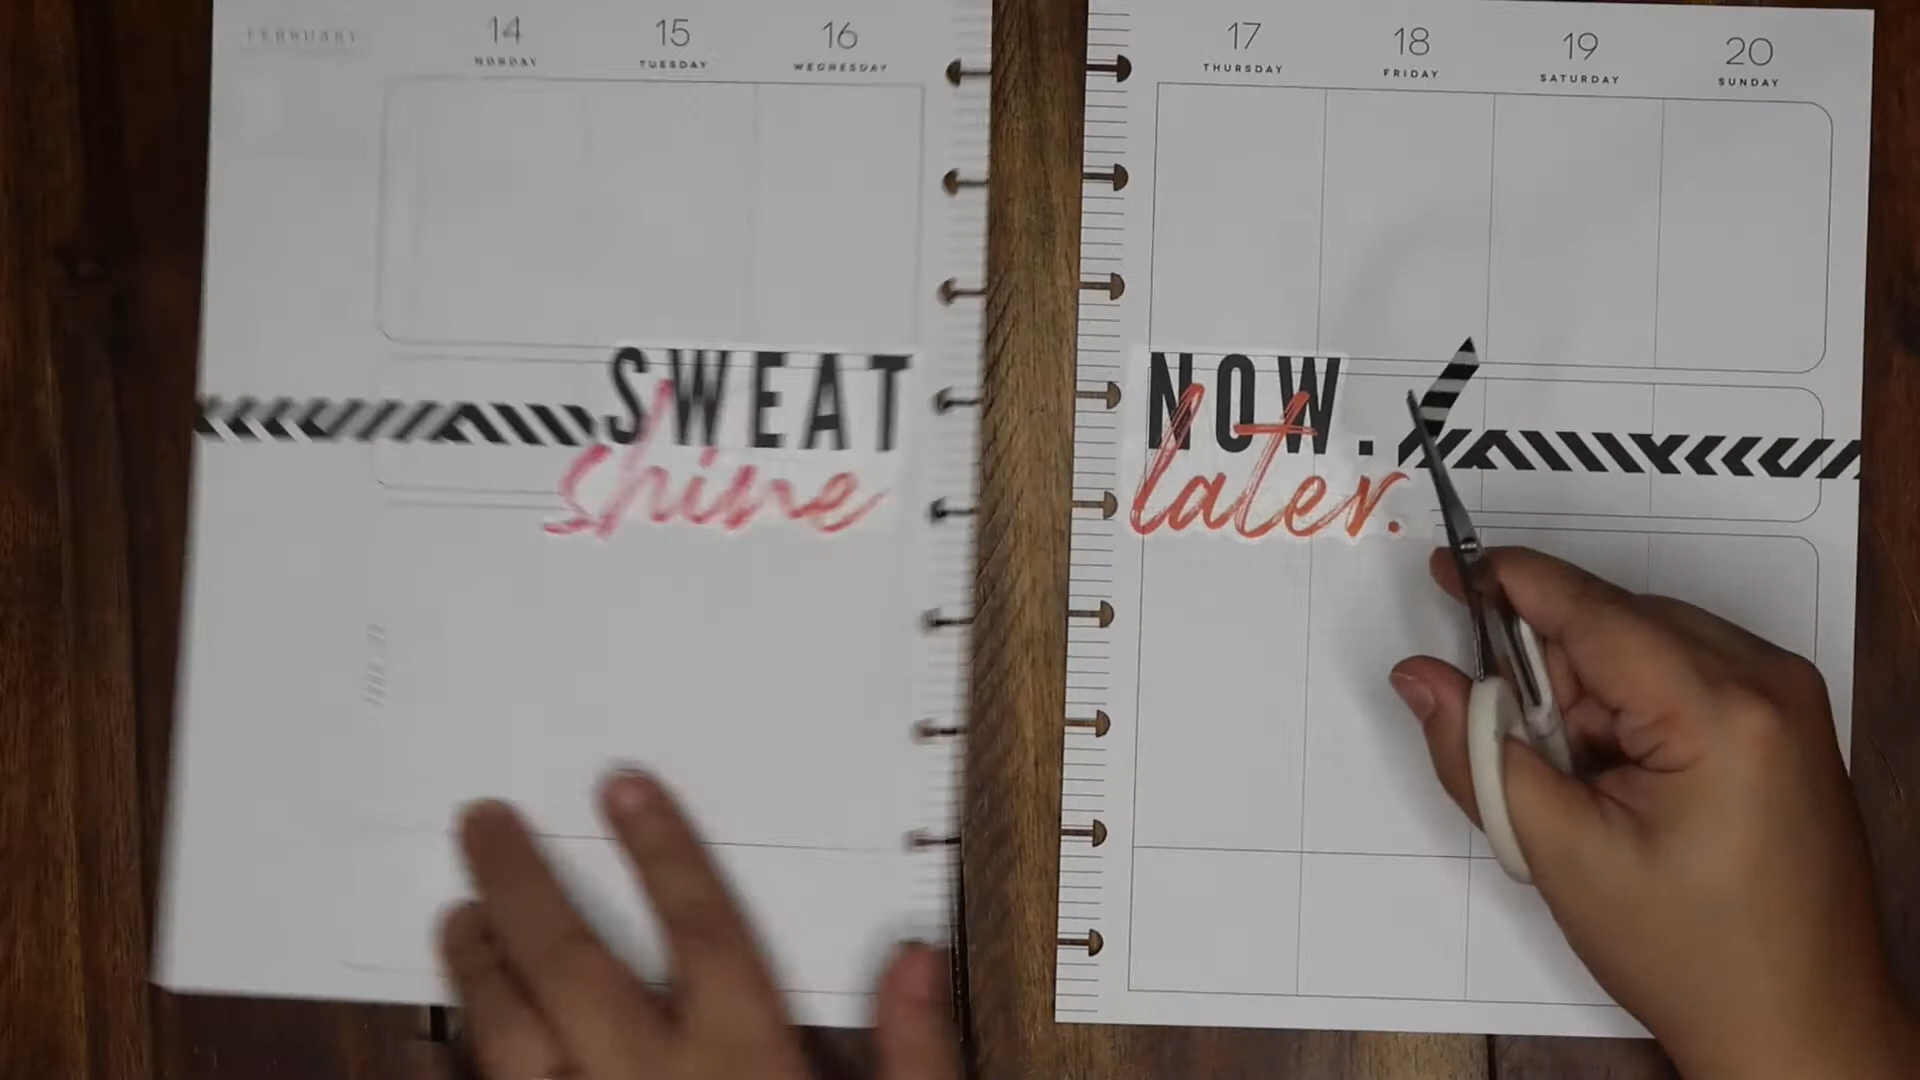 FEBRUARY
14 15 16 17 18 19 20
MONDAY TUESDAY WEDNESDAY THURSDAY FRIDAY SATURDAY SUNDAY
SWEAT NOW.
shine later.